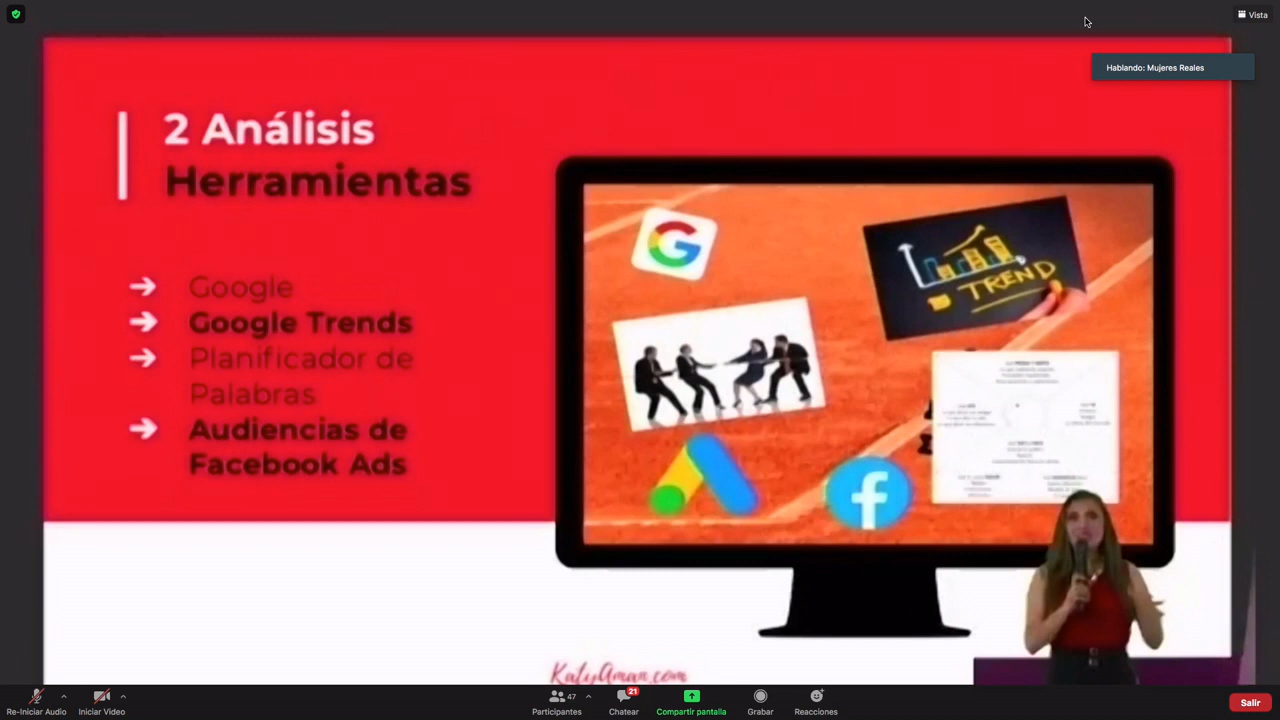 Vista
Hablando: Mujeres Reales
2 Análisis
Herramientas
→ Google
→ Google Trends
→ Planificador de
Palabras
→ Audiencias de
Facebook Ads
G
TREND
f
KatyAman.com
Re-Iniciar Audio
Iniciar Video
Participantes
47
Chatear
21
Compartir pantalla
Grabar
Reacciones
Salir